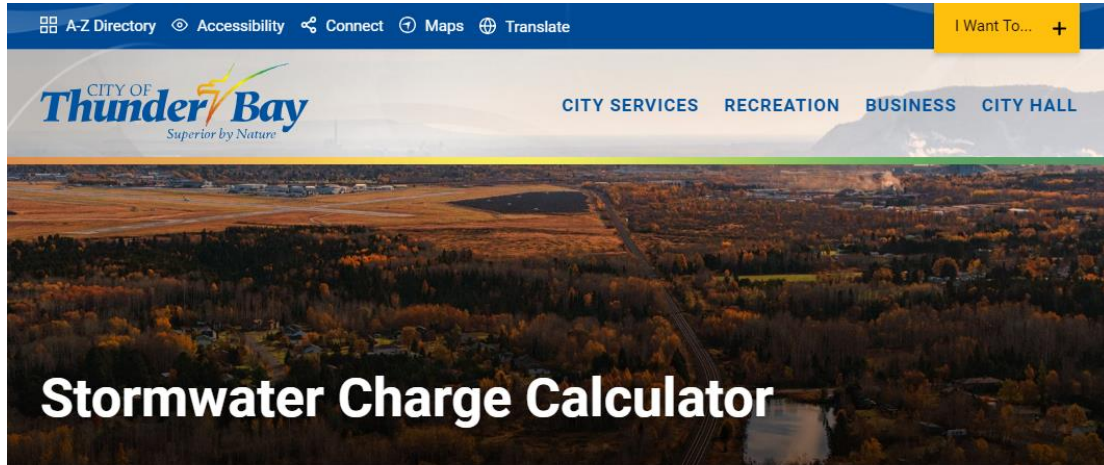 A-Z Directory Accessibility Connect Maps Translate
I Want To... +
CITY OF
Thunder Bay
Superior by Nature
CITY SERVICES RECREATION BUSINESS CITY HALL
Stormwater Charge Calculator